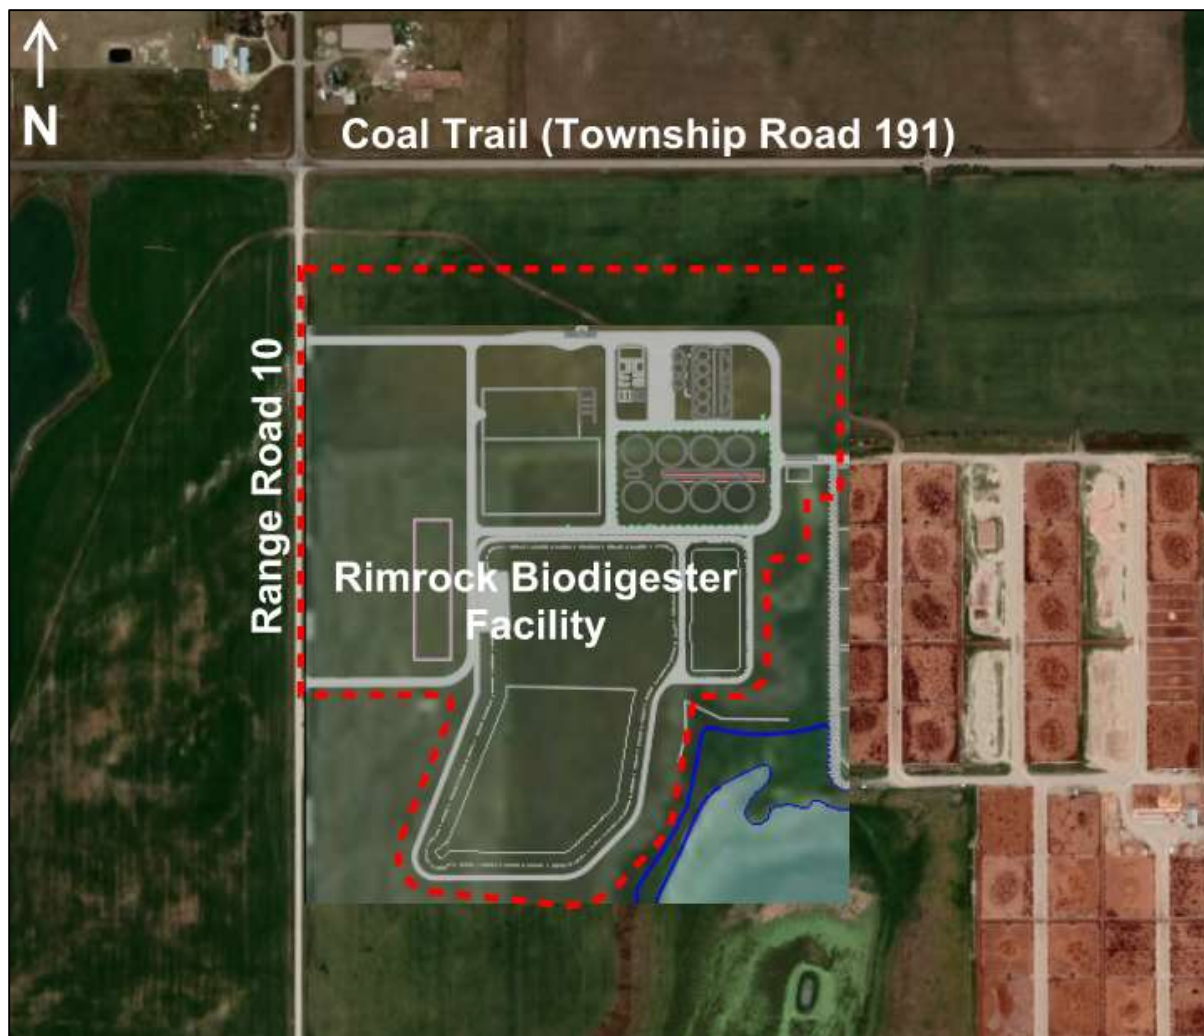 N
Coal Trail (Township Road 191)
Range Road 10
Rimrock Biodigester
Facility